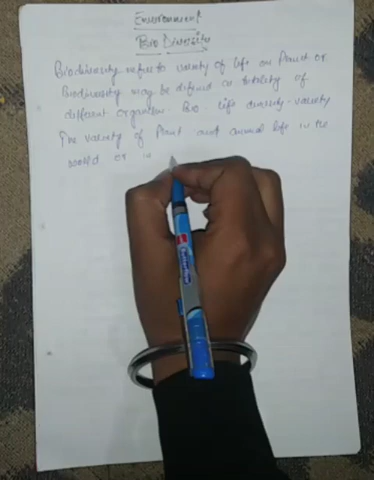 Environment
Bio Diversity
Biodiversity refers to variety of life on Planet or
Biodiversity may be defined as totality of
different organism. Bio life diversity - variety
The variety of Plant and animal life in the
world or in